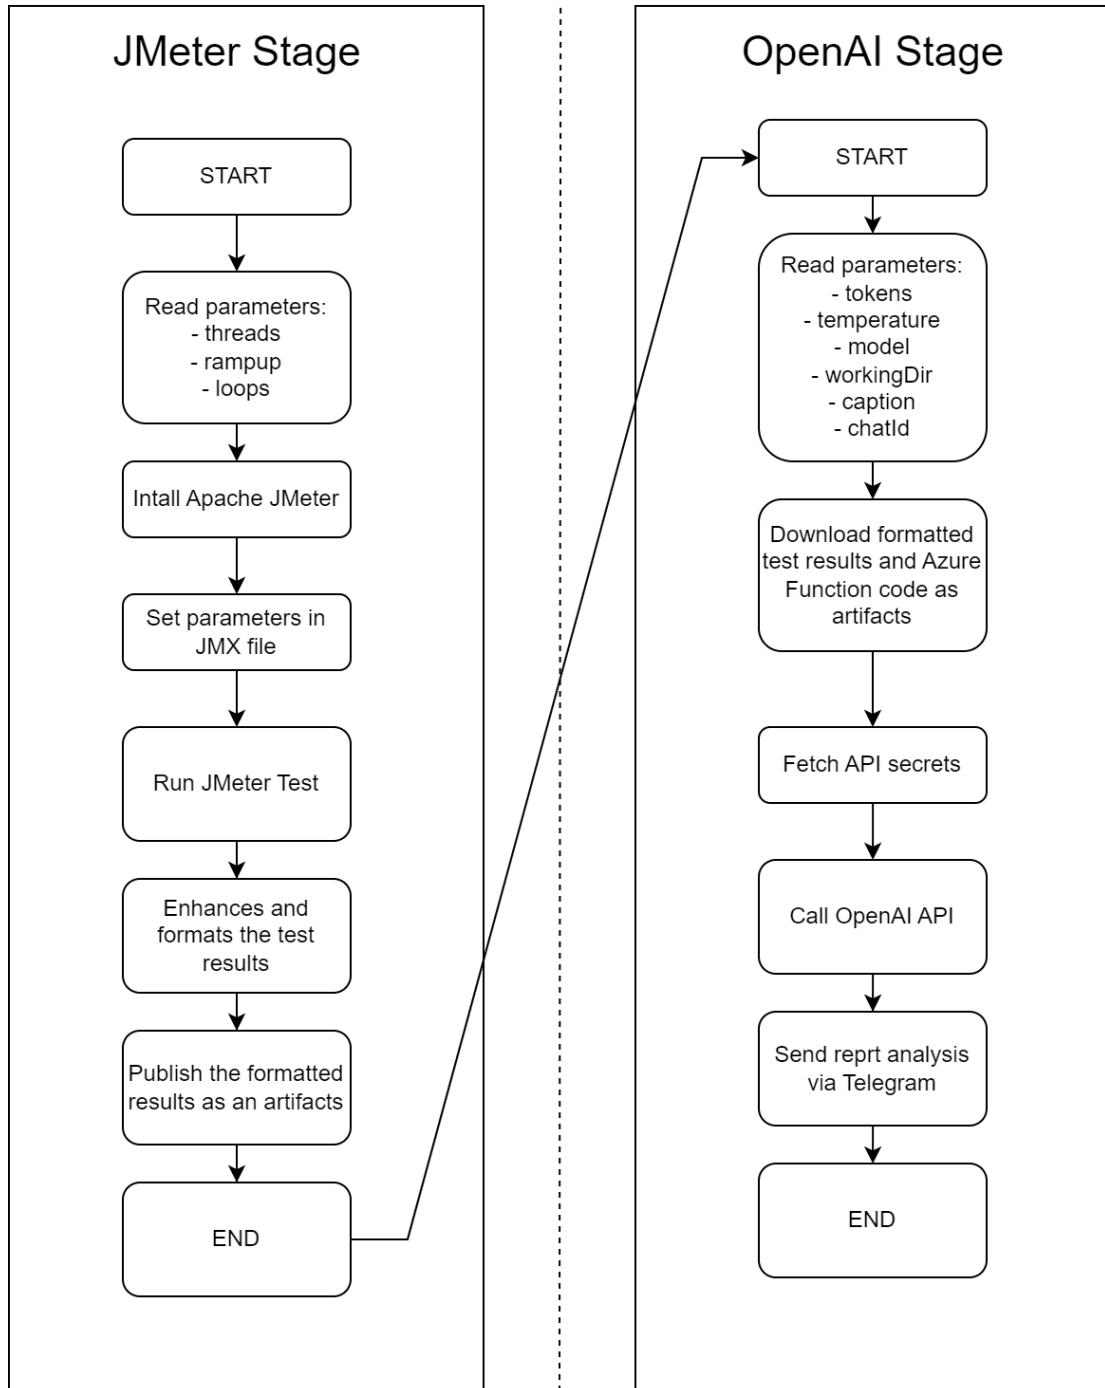 JMeter Stage
START
Read parameters:
- threads
- rampup
- loops
Intall Apache JMeter
Set parameters in
JMX file
Run JMeter Test
Enhances and
formats the test
results
Publish the formatted
results as an artifacts
END
OpenAI Stage
START
Read parameters:
- tokens
- temperature
- model
- workingDir
- caption
- chatId
Download formatted
test results and Azure
Function code as
artifacts
Fetch API secrets
Call OpenAI API
Send reprt analysis
via Telegram
END